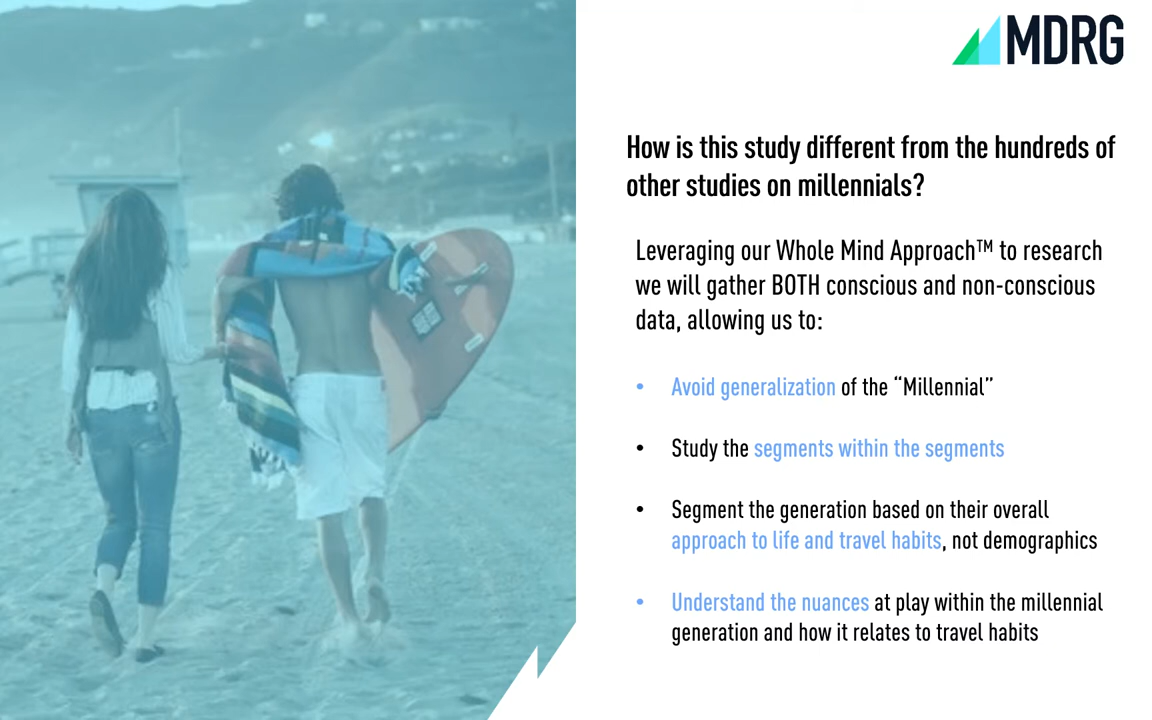 MDRG
How is this study different from the hundreds of
other studies on millennials?
Leveraging our Whole Mind Approach™ to research
we will gather BOTH conscious and non-conscious
data, allowing us to:
• Avoid generalization of the “Millennial”
• Study the segments within the segments
• Segment the generation based on their overall
approach to life and travel habits, not demographics
• Understand the nuances at play within the millennial
generation and how it relates to travel habits